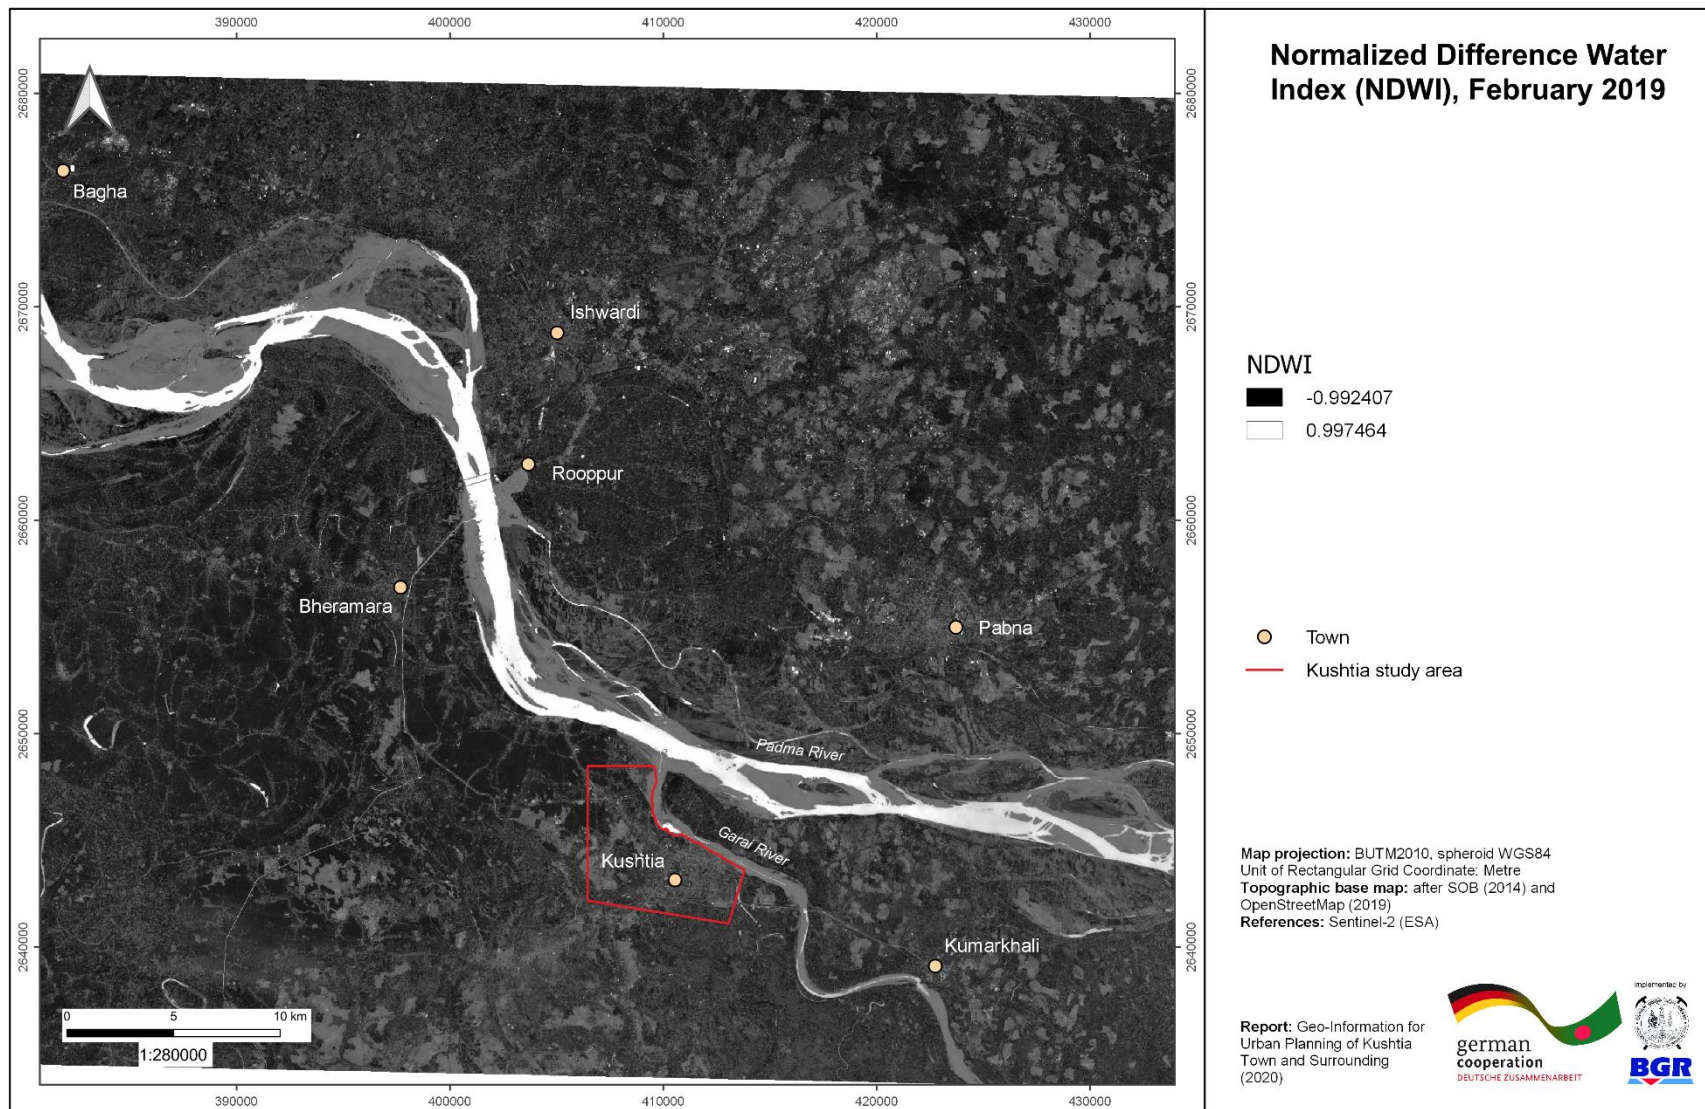 Normalized Difference Water
Index (NDWI), February 2019
390000
400000
410000
420000
430000
2680000
2670000
2660000
2650000
2640000
2680000
2670000
2660000
2650000
2640000
Bagha
Ishwardi
Rooppur
Bheramara
Pabna
Padma River
Garai River
Kushtia
Kumarkhali
0 5 10 km
1:280000
390000
400000
410000
420000
430000
NDWI
-0.992407
0.997464
Town
Kushtia study area
Map projection: BUTM2010, spheroid WGS84
Unit of Rectangular Grid Coordinate: Metre
Topographic base map: after SOB (2014) and
OpenStreetMap (2019)
References: Sentinel-2 (ESA)
Report: Geo-Information for
Urban Planning of Kushtia
Town and Surrounding
(2020)
german
cooperation
DEUTSCHE ZUSAMMENARBEIT
implemented by
BGR